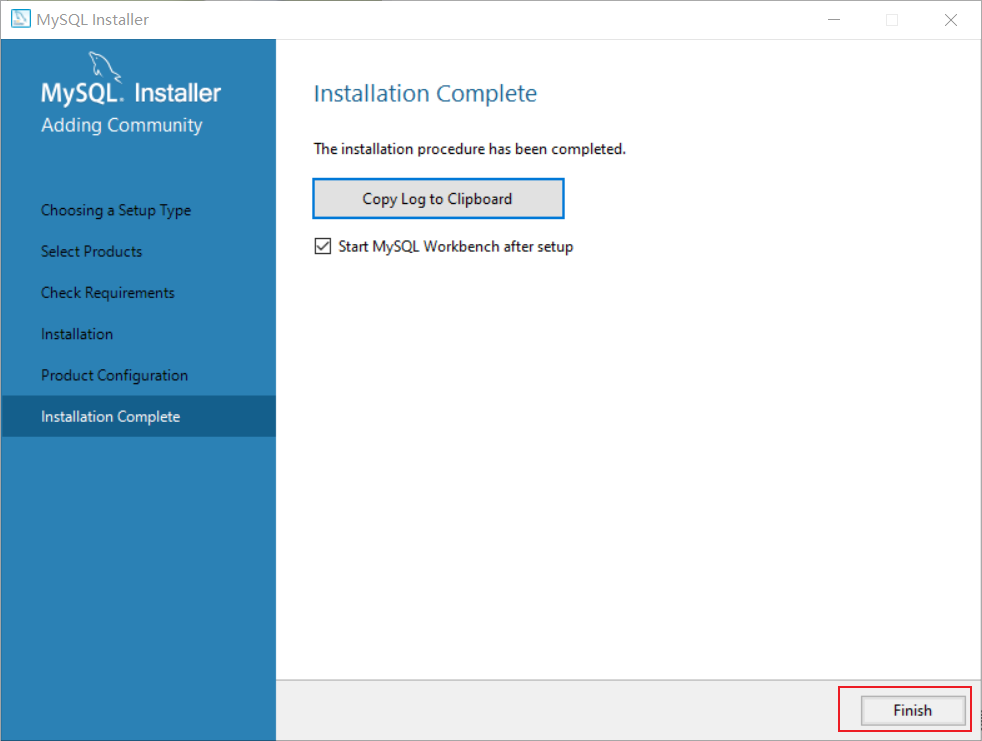 MySQL Installer
MySQL. Installer
Adding Community
Choosing a Setup Type
Select Products
Check Requirements
Installation
Product Configuration
Installation Complete
Installation Complete
The installation procedure has been completed.
Copy Log to Clipboard
Start MySQL Workbench after setup
Finish